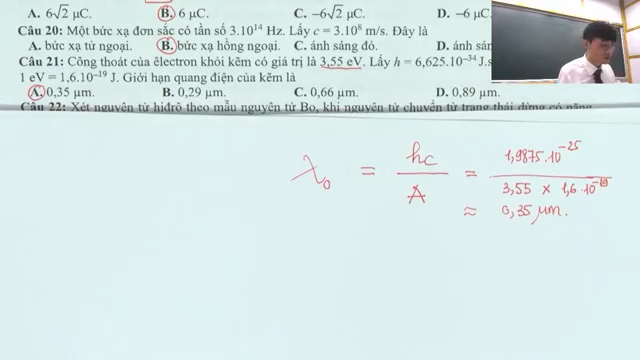 A. 6√2 μC. B. 6 μC. C. −6√2 μC. D. −6 μC
Câu 20: Một bức xạ đơn sắc có tần số 3.10¹⁴ Hz. Lấy c = 3.10⁸ m/s. Đây là
A. bức xạ tử ngoại. B. bức xạ hồng ngoại. C. ánh sáng đỏ. D. ánh
Câu 21: Công thoát của êlectron khỏi kẽm có giá trị là 3,55 eV. Lấy h = 6,625.10⁻³⁴ J.s
1 eV = 1,6.10⁻¹⁹ J. Giới hạn quang điện của kẽm là
A. 0,35 μm. B. 0,29 μm. C. 0,66 μm. D. 0,89 μm.
Câu 22: Xét nguyên tử hiđrô theo mẫu nguyên tử Bo, khi nguyên tử chuyển từ trạng thái dừng có năng
λ₀ = hc / A = 1,9875.10⁻²⁵ / 3,55 × 1,6.10⁻¹⁹
≈ 0,35 μm.